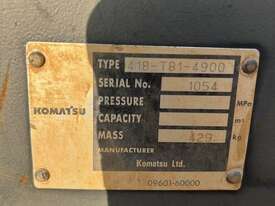 TYPE 418-T81-4900
SERIAL No. 1054
KOMATSU
PRESSURE MPa
CAPACITY m³
MASS 429. kg
MANUFACTURER
Komatsu Ltd.
09601-60000